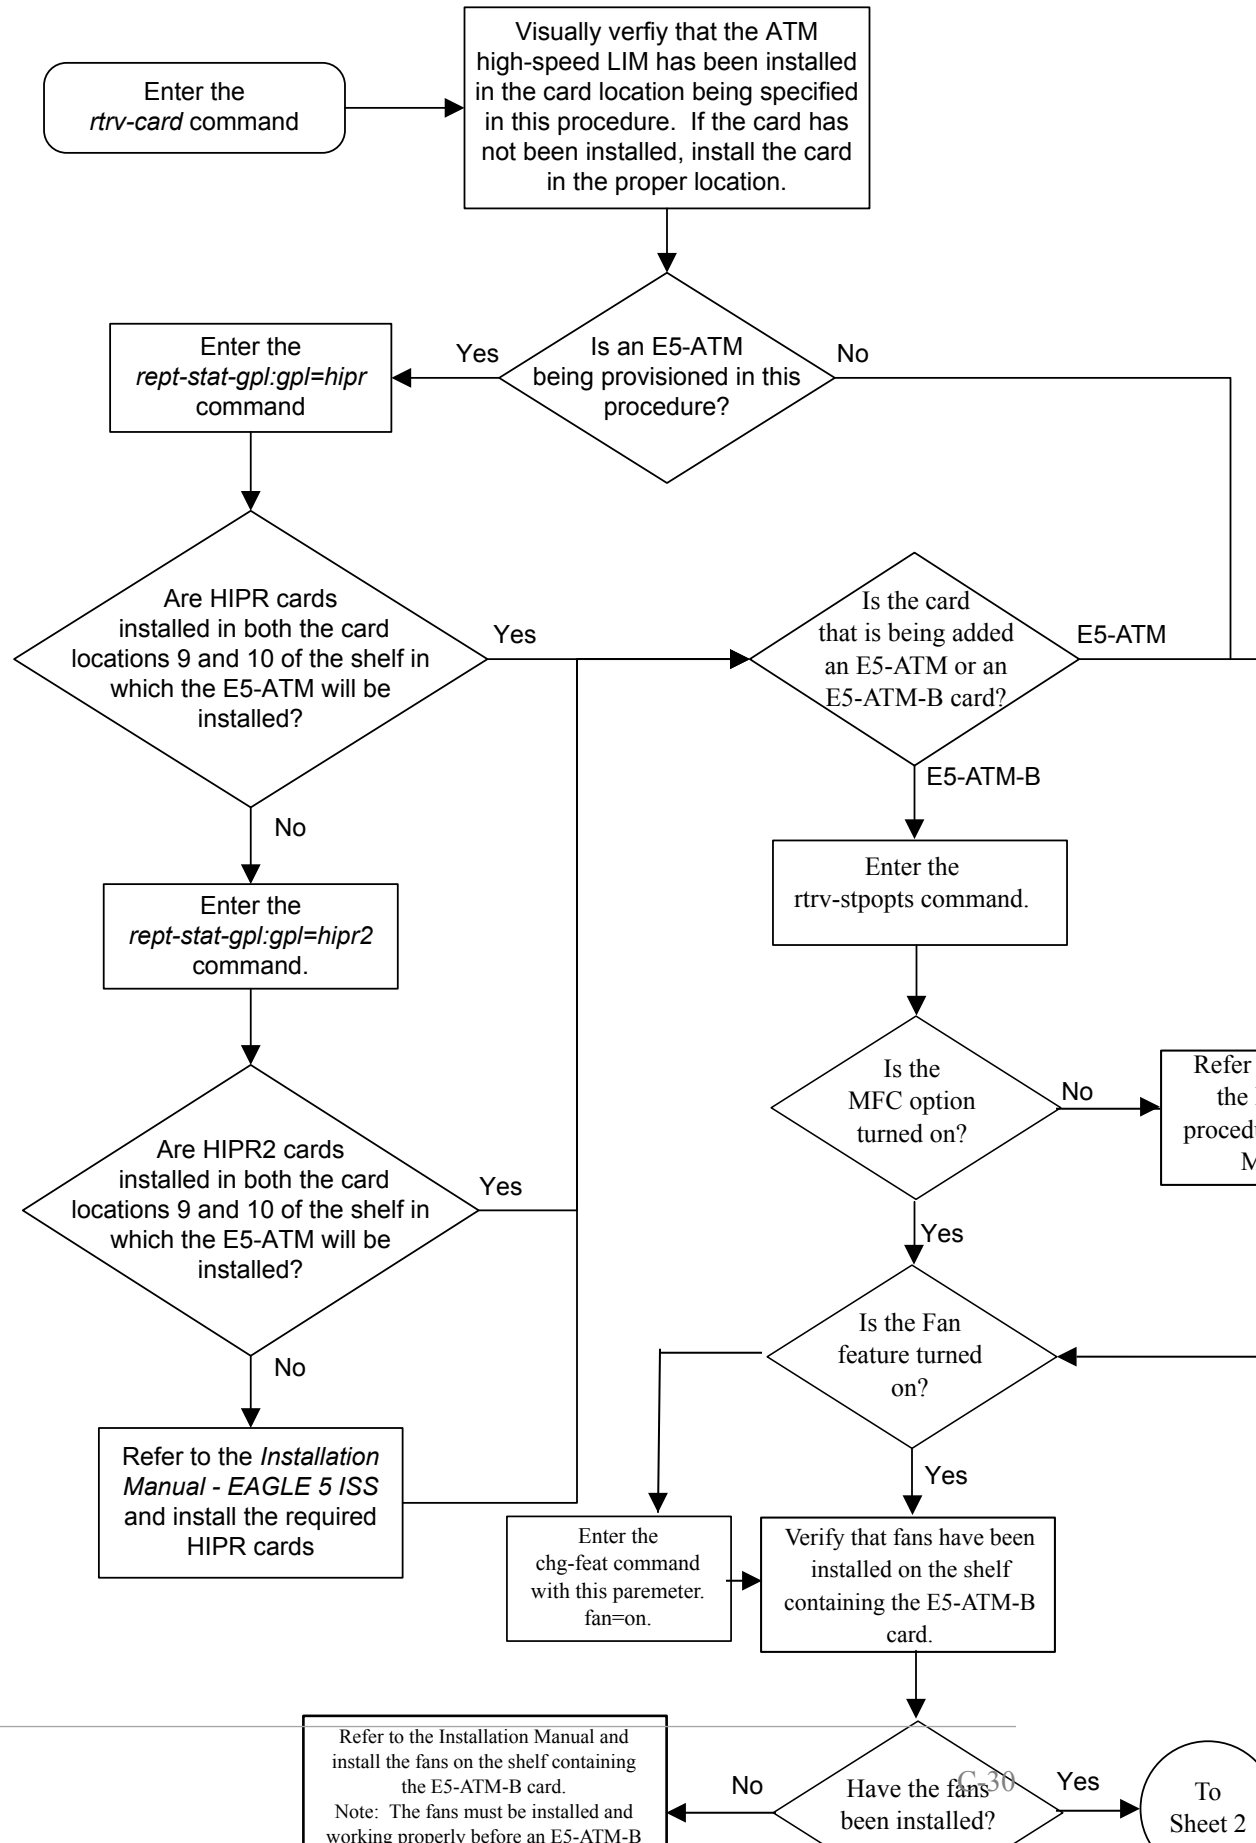 Enter the
rtrv-card command
Visually verfiy that the ATM
high-speed LIM has been installed
in the card location being specified
in this procedure. If the card has
not been installed, install the card
in the proper location.
Is an E5-ATM
being provisioned in this
procedure?
Yes
No
Enter the
rept-stat-gpl:gpl=hipr
command
Are HIPR cards
installed in both the card
locations 9 and 10 of the shelf in
which the E5-ATM will be
installed?
Yes
No
Is the card
that is being added
an E5-ATM or an
E5-ATM-B card?
E5-ATM
E5-ATM-B
Enter the
rept-stat-gpl:gpl=hipr2
command.
Enter the
rtrv-stpopts command.
Are HIPR2 cards
installed in both the card
locations 9 and 10 of the shelf in
which the E5-ATM will be
installed?
Yes
No
Is the
MFC option
turned on?
No
Yes
Refer
the
proced
M
Is the Fan
feature turned
on?
Yes
Refer to the Installation
Manual - EAGLE 5 ISS
and install the required
HIPR cards
Enter the
chg-feat command
with this paremeter.
fan=on.
Verify that fans have been
installed on the shelf
containing the E5-ATM-B
card.
Refer to the Installation Manual and
install the fans on the shelf containing
the E5-ATM-B card.
Note: The fans must be installed and
working properly before an E5-ATM-B
No
Have the fans
been installed?
Yes
To
Sheet 2
C-30